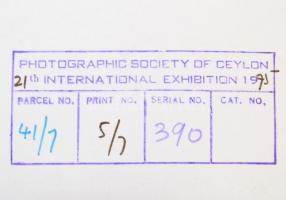 PHOTOGRAPHIC SOCIETY OF CEYLON
21th INTERNATIONAL EXHIBITION 1995
PARCEL NO. PRINT NO. SERIAL NO. CAT. NO.
41/7 5/7 390